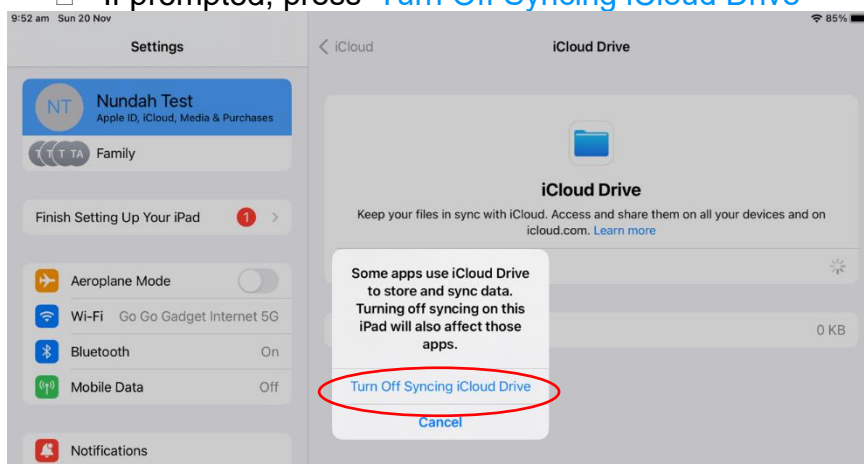 If prompted, press "Turn Off Syncing iCloud Drive"
9:52 am Sun 20 Nov
85%
Settings
iCloud
iCloud Drive
NT
Nundah Test
Apple ID, iCloud, Media & Purchases
T T T TA Family
iCloud Drive
Finish Setting Up Your iPad 1
Keep your files in sync with iCloud. Access and share them on all your devices and on
icloud.com. Learn more
Aeroplane Mode
Wi-Fi Go Go Gadget Internet 5G
Bluetooth On
Mobile Data Off
Notifications
Some apps use iCloud Drive
to store and sync data.
Turning off syncing on this
iPad will also affect those
apps.
0 KB
Turn Off Syncing iCloud Drive
Cancel